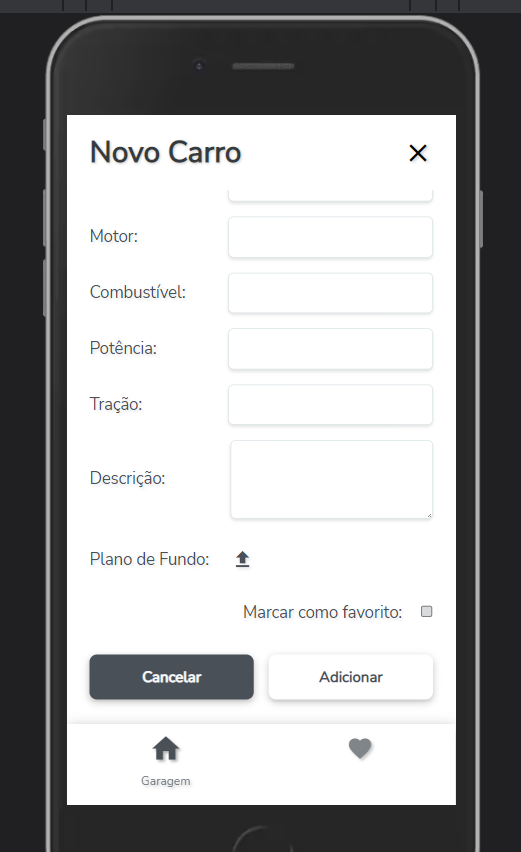 Novo Carro
Motor:
Combustível:
Potência:
Tração:
Descrição:
Plano de Fundo:
Marcar como favorito:
Cancelar
Adicionar
Garagem